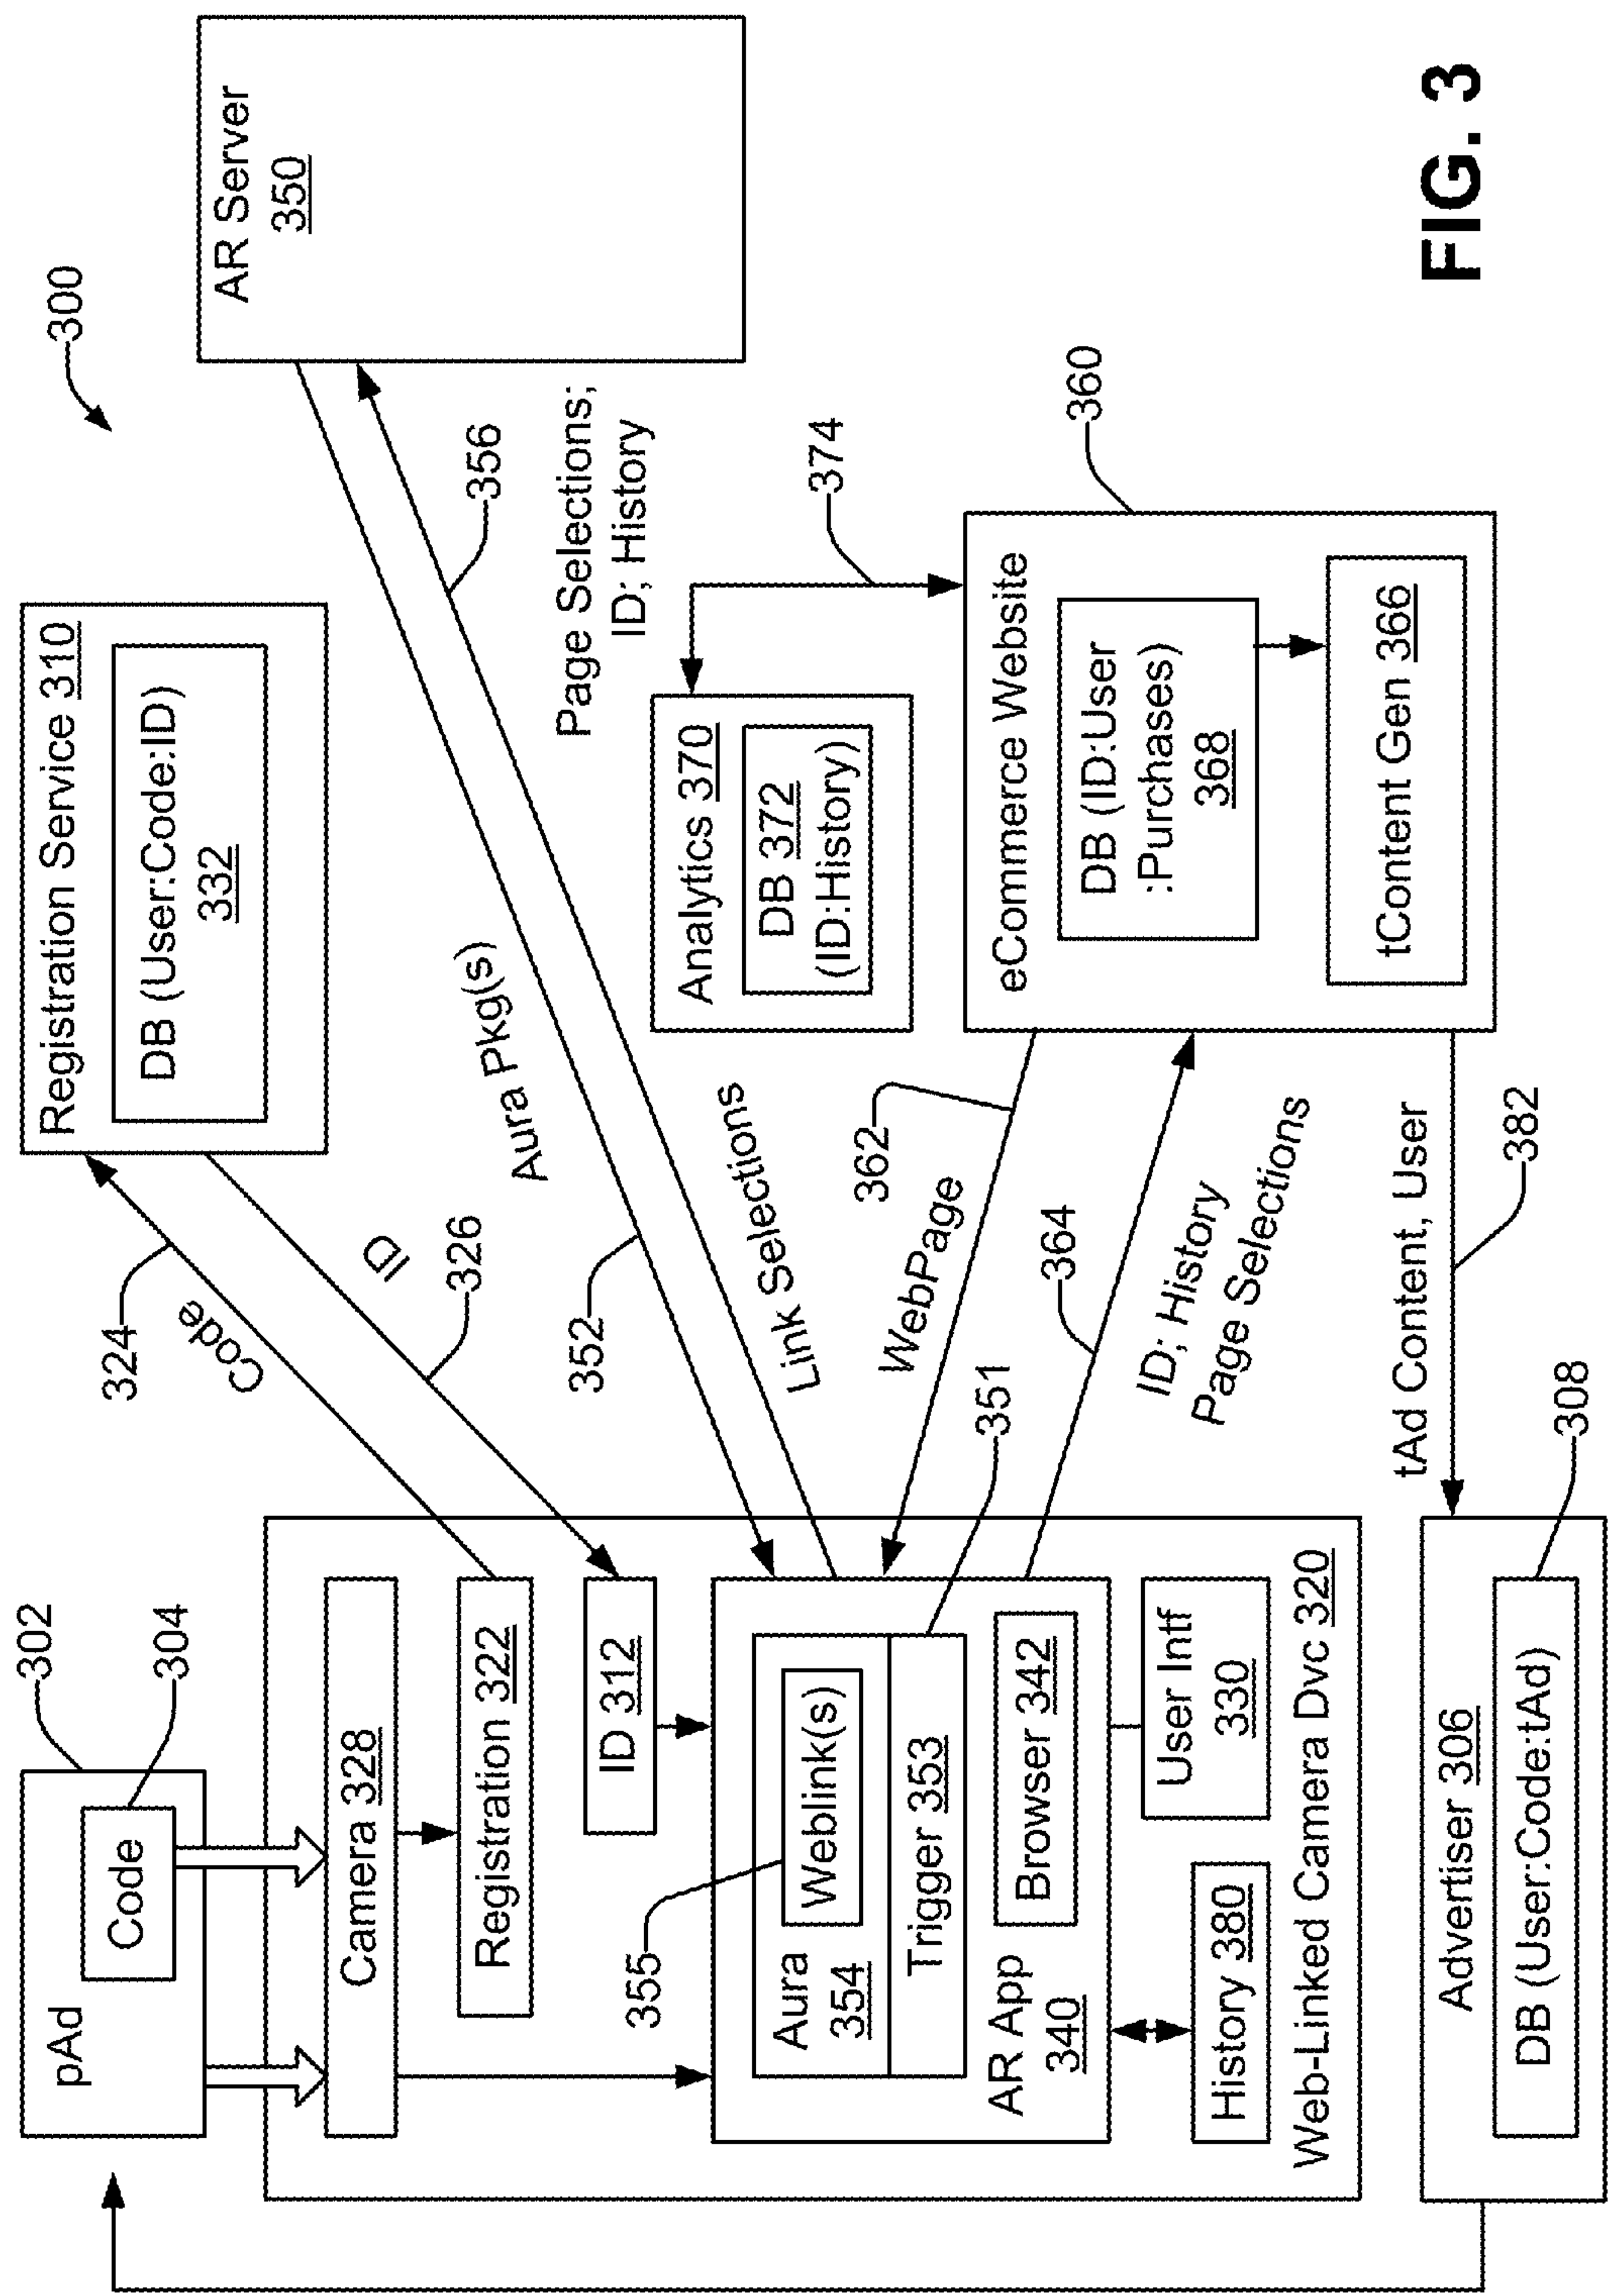 300
302
pAd
Code
304
Camera 328
Registration 322
ID 312
355
Weblink(s)
Aura
354
Trigger 353
351
AR App
340
Browser 342
History 380
User Intf
330
Web-Linked Camera Dvc 320
Advertiser 306
DB (User:Code:tAd)
308
324
Code
ID
326
Registration Service 310
DB (User:Code:ID)
332
352
Aura Pkg(s)
Link Selections
356
Page Selections;
ID; History
AR Server
350
Analytics 370
DB 372
(ID:History)
374
360
eCommerce Website
DB (ID:User
:Purchases)
368
tContent Gen 366
362
WebPage
364
ID; History
Page Selections
tAd Content, User
382
FIG. 3